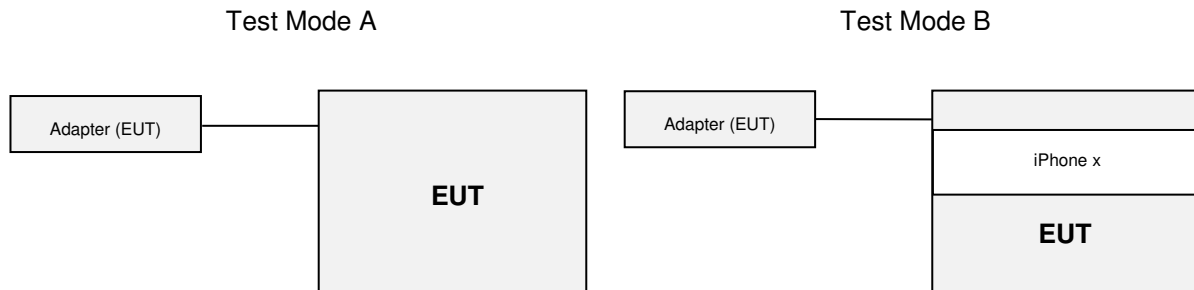 Test Mode A
Test Mode B
Adapter (EUT)
EUT
Adapter (EUT)
iPhone x
EUT